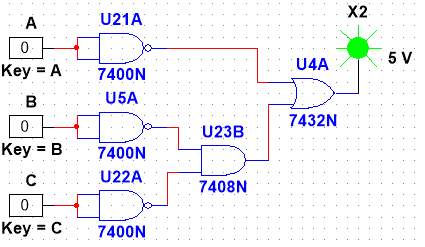 A
0
Key = A
U21A
7400N
X2
5 V
U4A
7432N
B
0
Key = B
U5A
7400N
U23B
7408N
C
0
Key = C
U22A
7400N